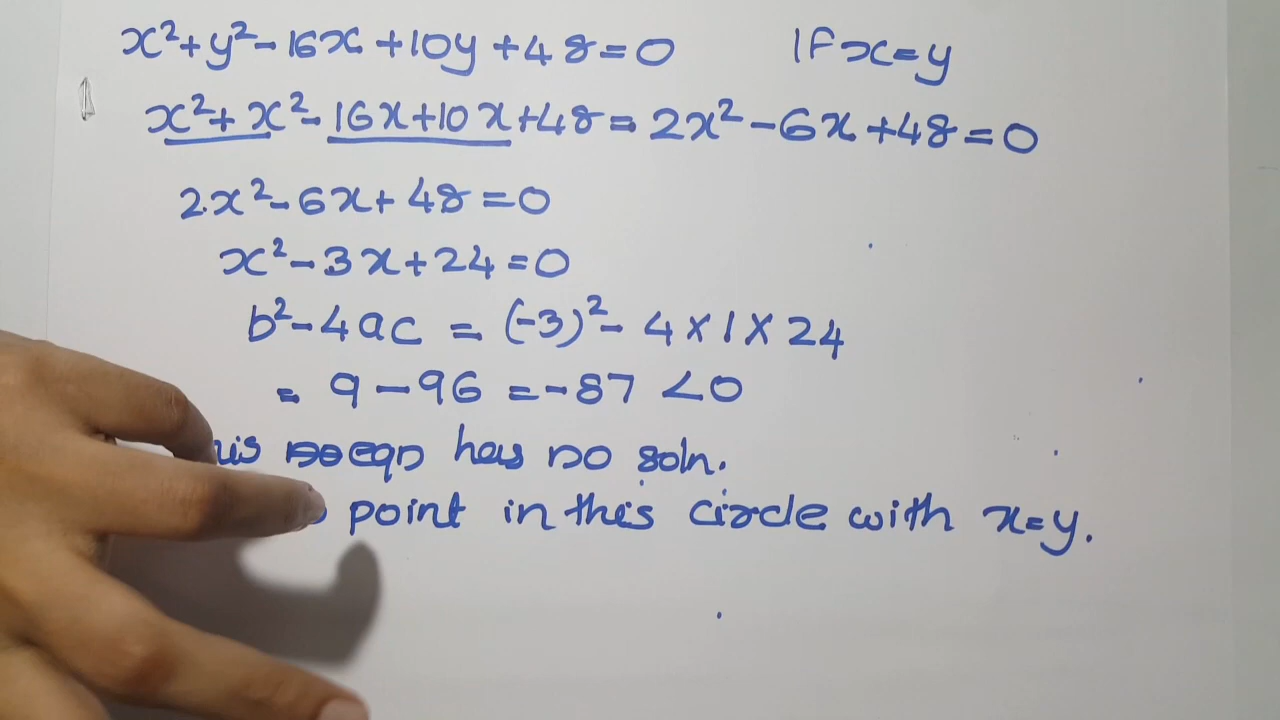 x²+y²-16x+10y+48=0 If x=y
x²+x²-16x+10x+48=2x²-6x+48=0
2x²-6x+48=0
x²-3x+24=0
b²-4ac = (-3)²-4×1×24
= 9-96 =-87 <0
eqn has no soln.
point in this circle with x=y.